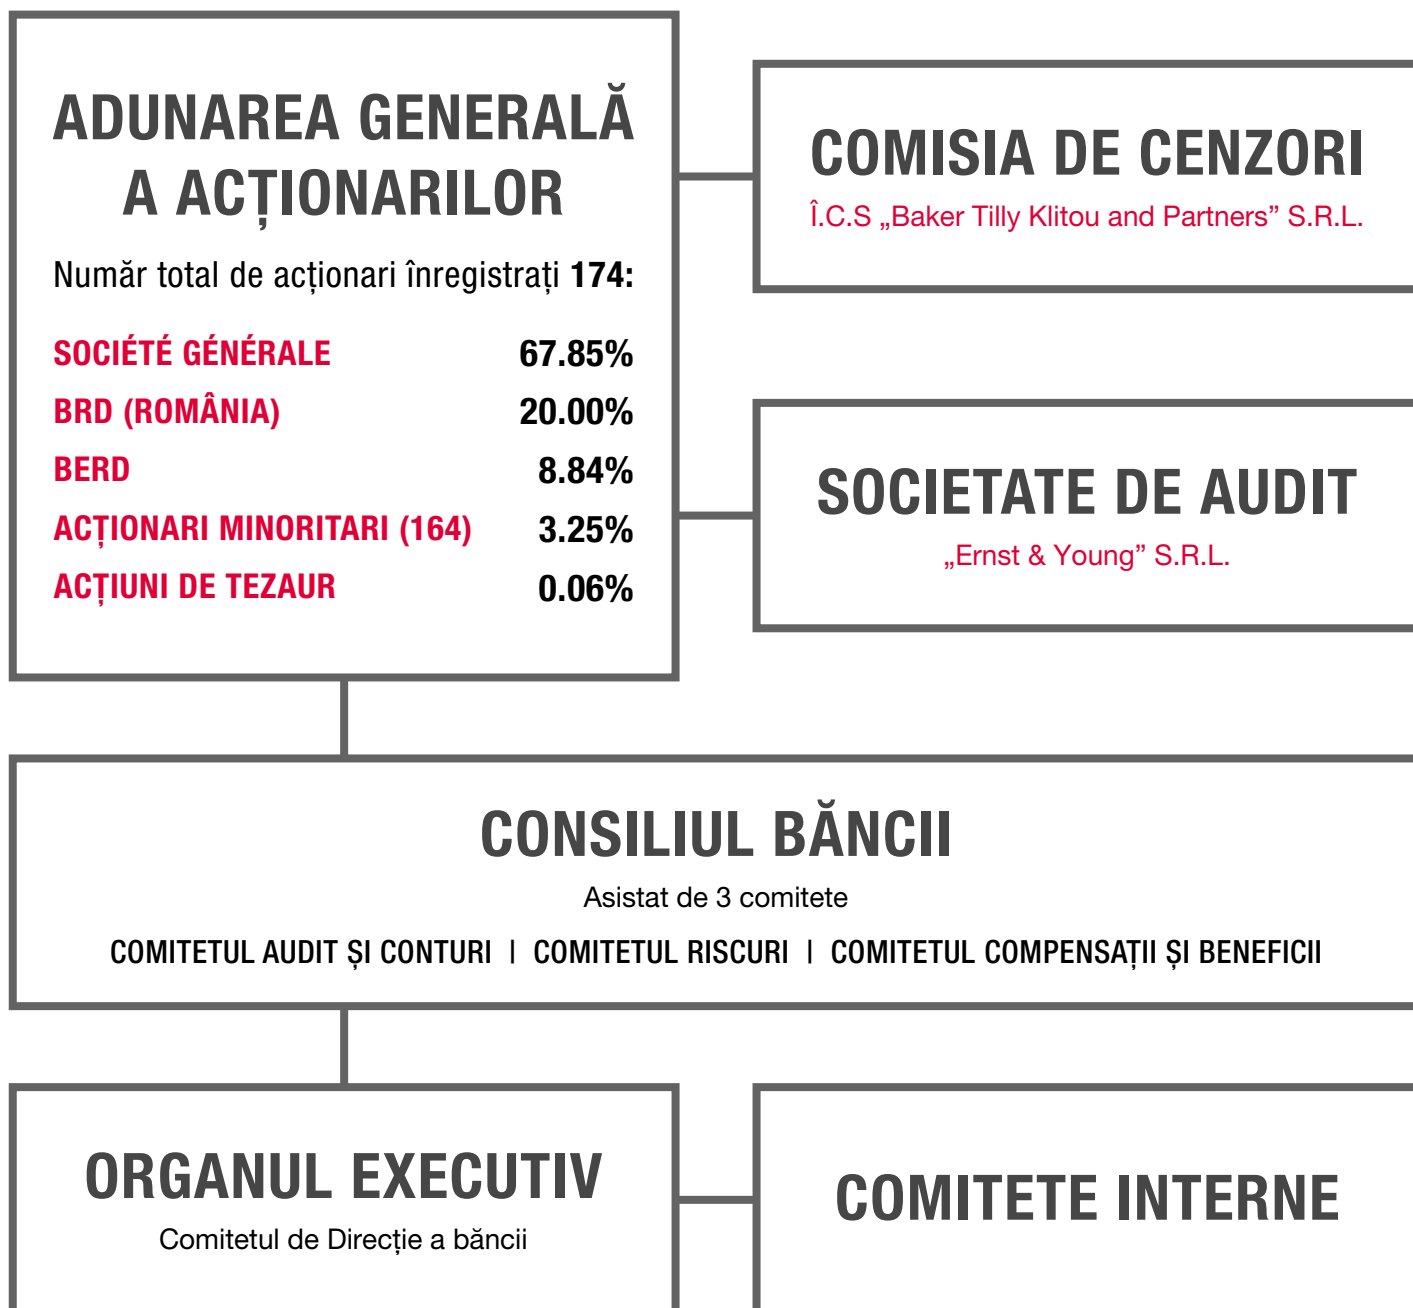 ADUNAREA GENERALĂ
A ACȚIONARILOR
Număr total de acționari înregistrați 174:
SOCIÉTÉ GÉNÉRALE 67.85%
BRD (ROMÂNIA) 20.00%
BERD 8.84%
ACȚIONARI MINORITARI (164) 3.25%
ACȚIUNI DE TEZAUR 0.06%
COMISIA DE CENZORI
Î.C.S „Baker Tilly Klitou and Partners” S.R.L.
SOCIETATE DE AUDIT
„Ernst & Young” S.R.L.
CONSILIUL BĂNCII
Asistat de 3 comitete
COMITETUL AUDIT ȘI CONTURI | COMITETUL RISCURI | COMITETUL COMPENSAȚII ȘI BENEFICII
ORGANUL EXECUTIV
Comitetul de Direcție a băncii
COMITETE INTERNE